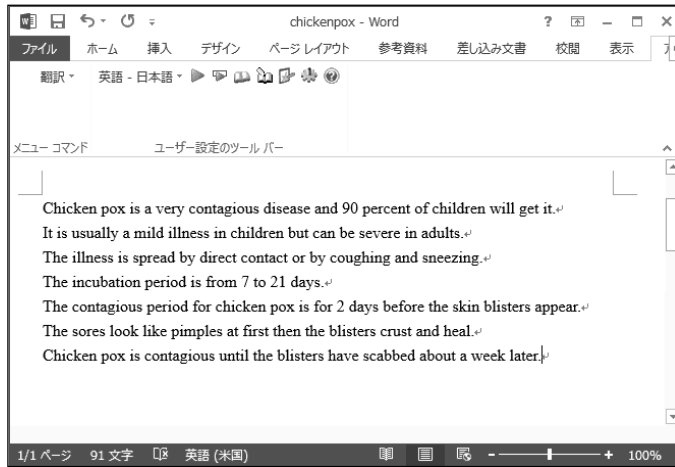 chickenpox - Word
ファイル ホーム 挿入 デザイン ページ レイアウト 参考資料 差し込み文書 校閲 表示
翻訳 英語 - 日本語
メニュー コマンド ユーザー設定のツール バー
Chicken pox is a very contagious disease and 90 percent of children will get it.
It is usually a mild illness in children but can be severe in adults.
The illness is spread by direct contact or by coughing and sneezing.
The incubation period is from 7 to 21 days.
The contagious period for chicken pox is for 2 days before the skin blisters appear.
The sores look like pimples at first then the blisters crust and heal.
Chicken pox is contagious until the blisters have scabbed about a week later.
1/1 ページ 91 文字 英語 (米国) 100%